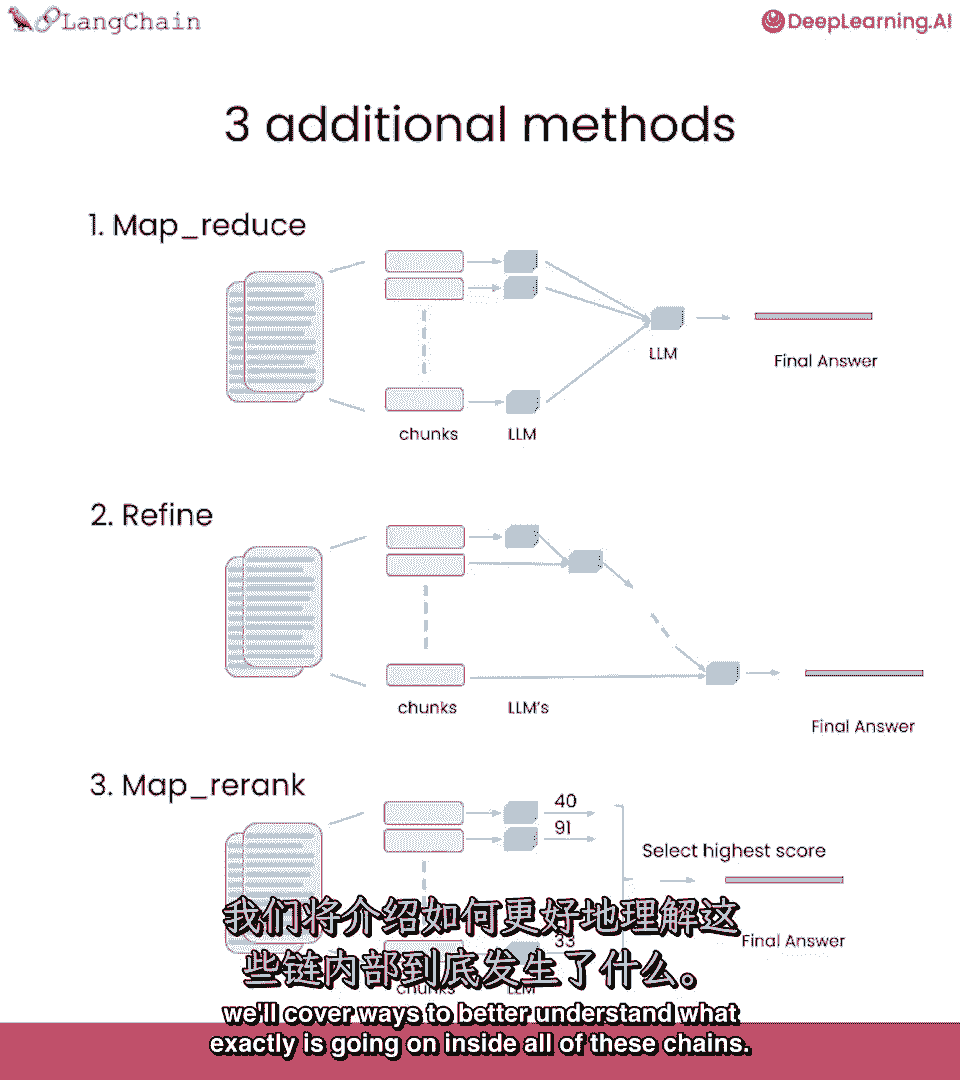 LangChain
DeepLearning.AI
3 additional methods
1. Map_reduce
LLM
Final Answer
chunks
LLM
2. Refine
chunks
LLM's
Final Answer
3. Map_rerank
40
91
Select highest score
33
Final Answer
chunks
LLM
我们将介绍如何更好地理解这
些链内部到底发生了什么。
we'll cover ways to better understand what
exactly is going on inside all of these chains.